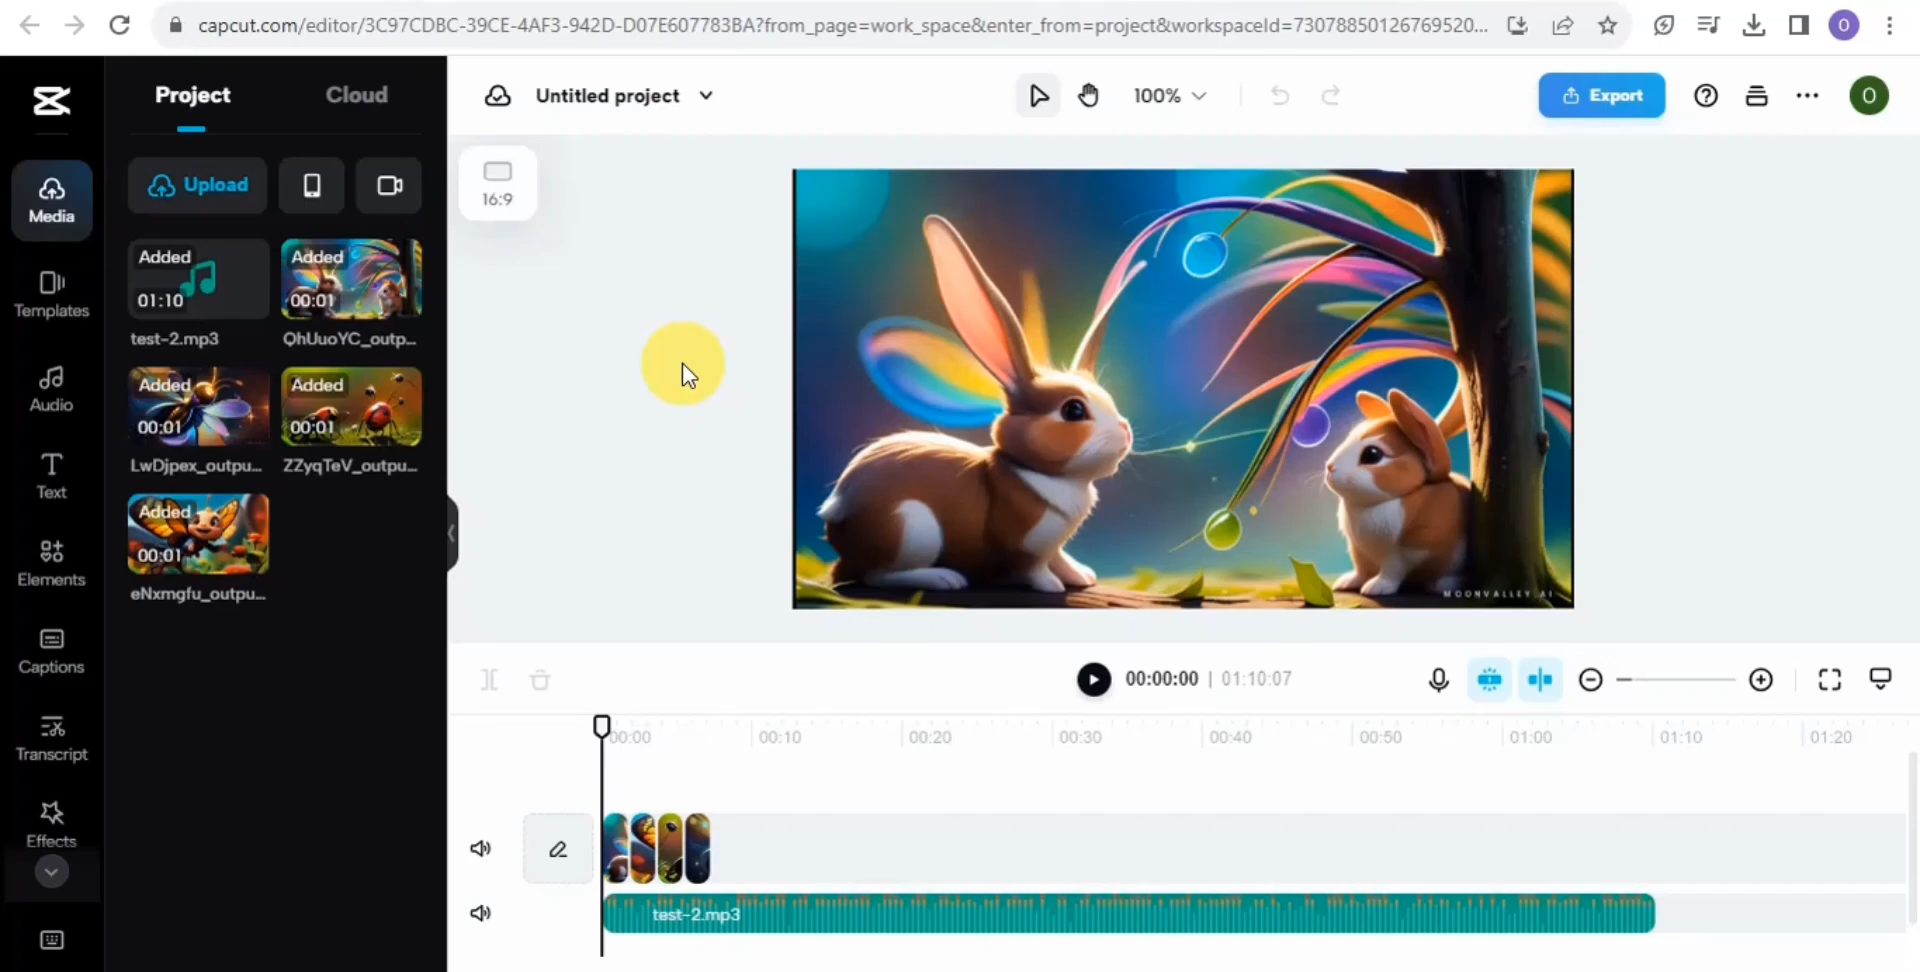 capcut.com/editor/3C97CDBC-39CE-4AF3-942D-D07E607783BA?from_page=work_space&enter_from=project&workspaceId=73078850126769520...
O
Project
Cloud
Untitled project
100%
Export
O
Upload
16:9
Media
Templates
Audio
Text
Elements
Captions
Transcript
Effects
Added
01:10
test-2.mp3
Added
00:01
QhUuoYC_outp...
Added
00:01
LwDjpex_outpu...
Added
00:01
ZZyqTeV_outpu...
Added
00:01
eNxmgfu_outpu...
MOONVALLEY.AI
00:00:00 | 01:10:07
00:00
00:10
00:20
00:30
00:40
00:50
01:00
01:10
01:20
test-2.mp3